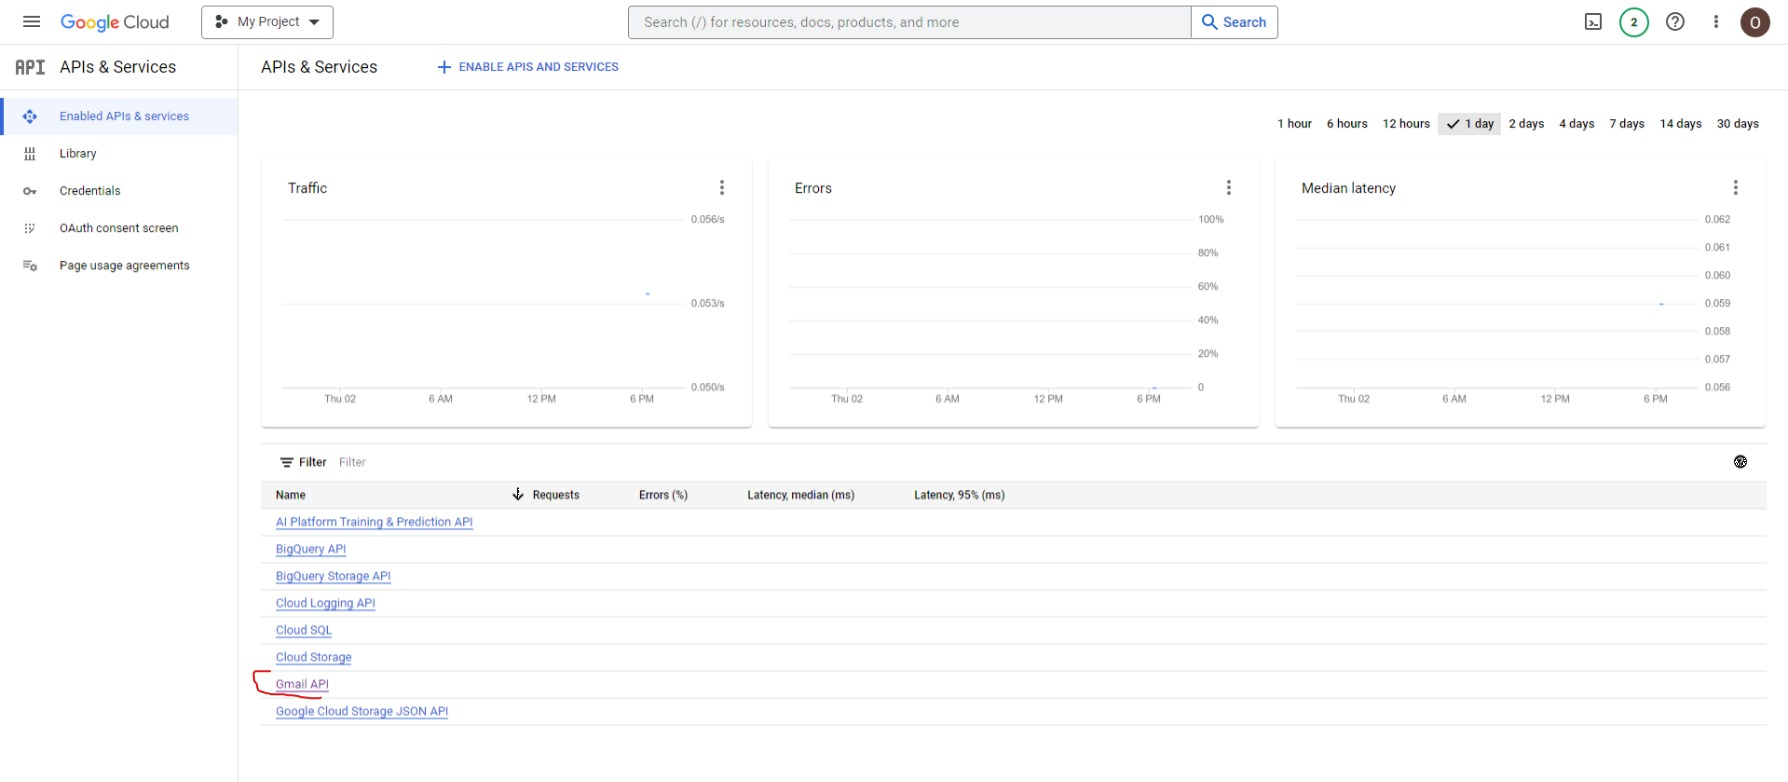 Google Cloud
My Project
Search (/) for resources, docs, products, and more
Search
2
O
API APIs & Services
APIs & Services
ENABLE APIS AND SERVICES
Enabled APIs & services
Library
Credentials
OAuth consent screen
Page usage agreements
1 hour 6 hours 12 hours 1 day 2 days 4 days 7 days 14 days 30 days
Traffic
0.056/s
0.053/s
0.050/s
Thu 02 6 AM 12 PM 6 PM
Errors
100%
80%
60%
40%
20%
0
Thu 02 6 AM 12 PM 6 PM
Median latency
0.062
0.061
0.060
0.059
0.058
0.057
0.056
Thu 02 6 AM 12 PM 6 PM
Filter Filter
Name Requests Errors (%) Latency, median (ms) Latency, 95% (ms)
AI Platform Training & Prediction API
BigQuery API
BigQuery Storage API
Cloud Logging API
Cloud SQL
Cloud Storage
Gmail API
Google Cloud Storage JSON API